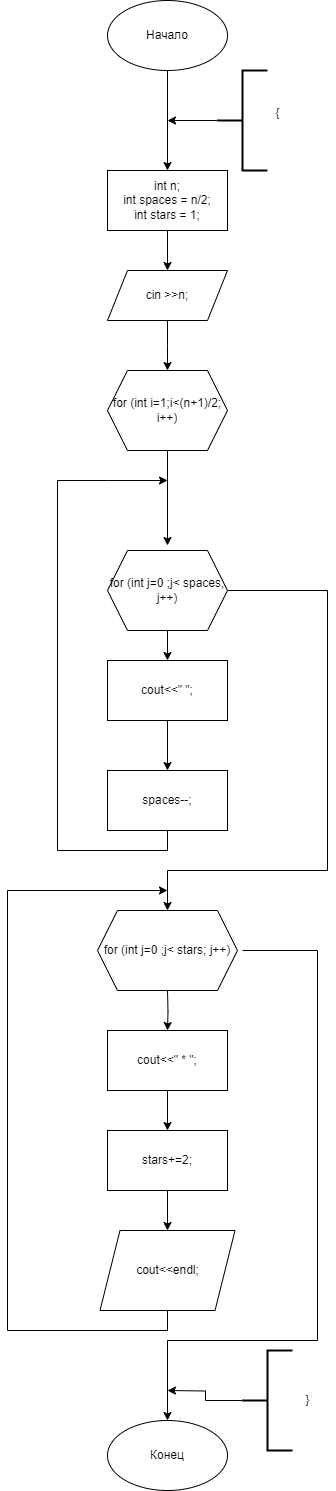 Начало
{
int n;
int spaces = n/2;
int stars = 1;
cin >>n;
for (int i=1;i<(n+1)/2;
i++)
for (int j=0 ;j< spaces;
j++)
cout<<" ";
spaces--;
for (int j=0 ;j< stars; j++)
cout<<" * ";
stars+=2;
cout<<endl;
}
Конец